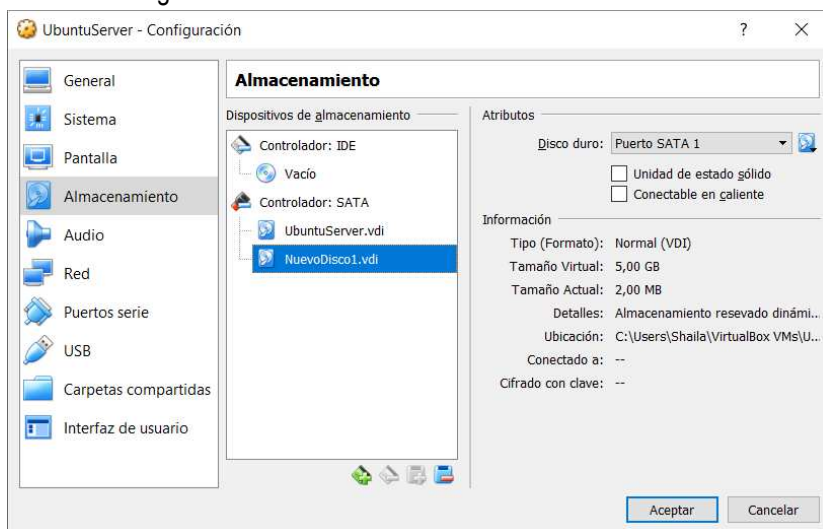 UbuntuServer - Configuración
?
General
Sistema
Pantalla
Almacenamiento
Audio
Red
Puertos serie
USB
Carpetas compartidas
Interfaz de usuario
Almacenamiento
Dispositivos de almacenamiento
Controlador: IDE
Vacío
Controlador: SATA
UbuntuServer.vdi
NuevoDisco1.vdi
Atributos
Disco duro: Puerto SATA 1
Unidad de estado sólido
Conectable en caliente
Información
Tipo (Formato): Normal (VDI)
Tamaño Virtual: 5,00 GB
Tamaño Actual: 2,00 MB
Detalles: Almacenamiento resevado dinámi...
Ubicación: C:\Users\Shaila\VirtualBox VMs\U...
Conectado a: --
Cifrado con clave: --
Aceptar
Cancelar